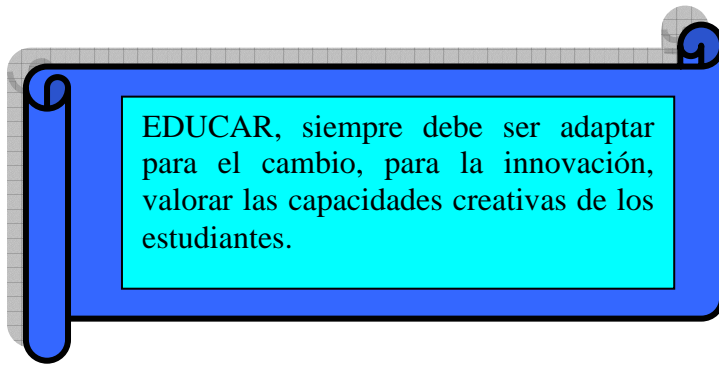 EDUCAR, siempre debe ser adaptar
para el cambio, para la innovación,
valorar las capacidades creativas de los
estudiantes.